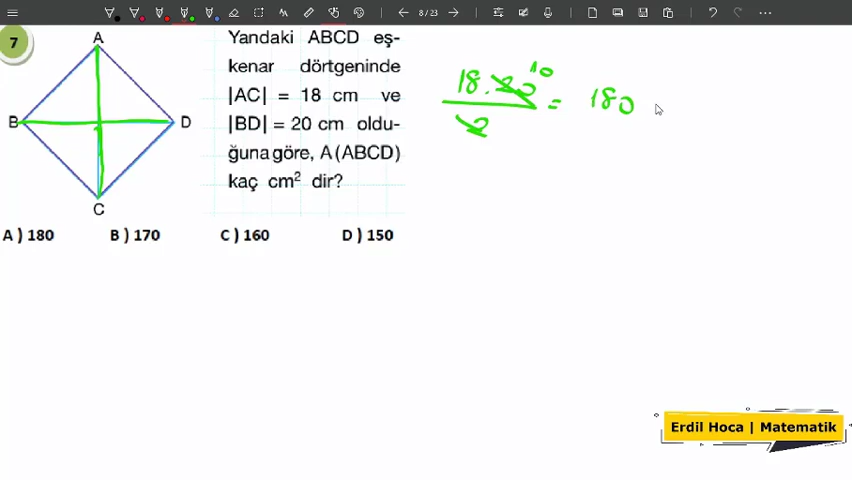 8 / 23
7
A
B
D
C
Yandaki ABCD eş-
kenar dörtgeninde
|AC| = 18 cm ve
|BD| = 20 cm oldu-
ğuna göre, A(ABCD)
kaç cm² dir?
18 . 20 10
2
= 180
A ) 180 B ) 170 C ) 160 D ) 150
Erdil Hoca | Matematik